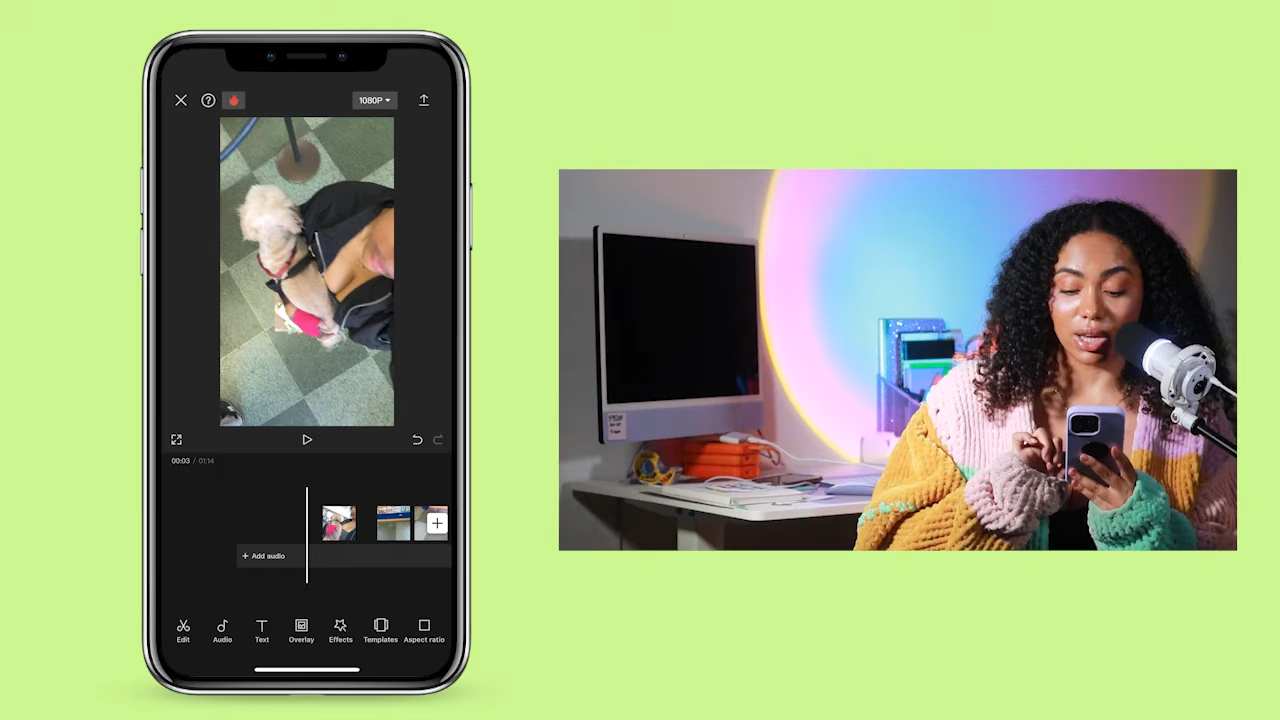 1080P
00:03 / 01:14
+ Add audio
Edit
Audio
Text
Overlay
Effects
Templates
Aspect ratio